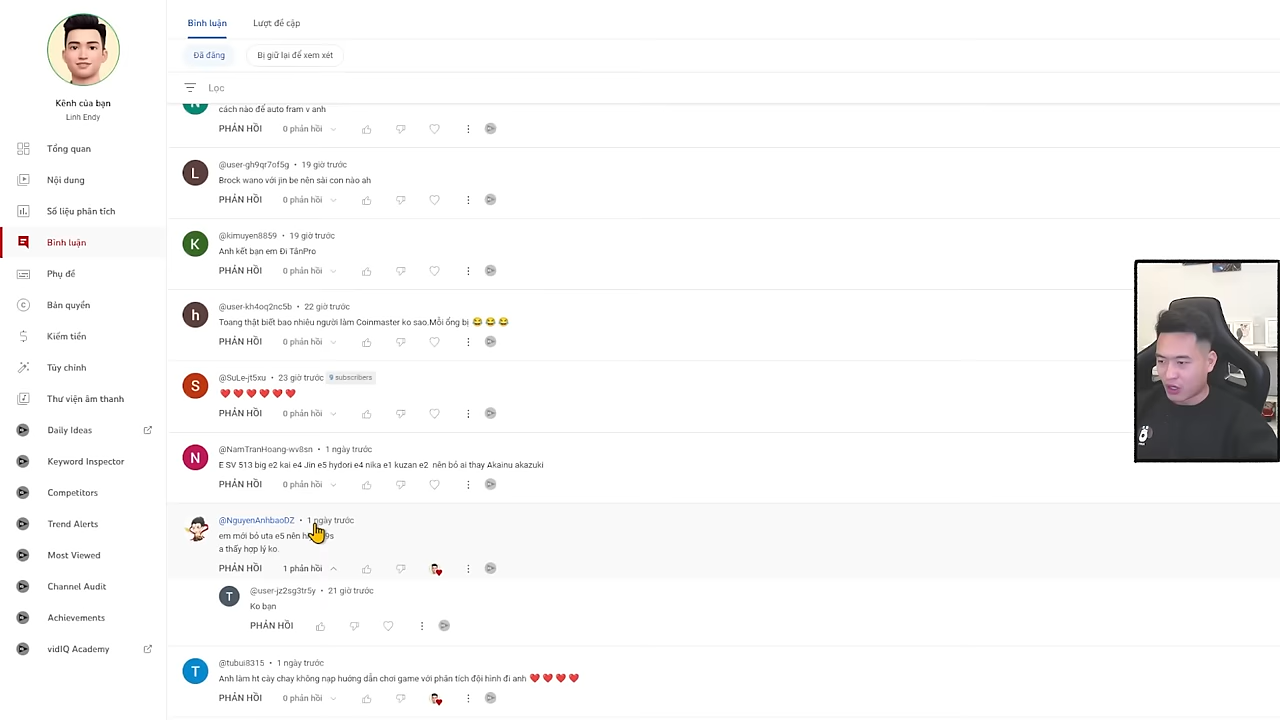 Kênh của bạn
Linh Endy
Tổng quan
Nội dung
Số liệu phân tích
Bình luận
Phụ đề
Bản quyền
Kiếm tiền
Tùy chỉnh
Thư viện âm thanh
Daily Ideas
Keyword Inspector
Competitors
Trend Alerts
Most Viewed
Channel Audit
Achievements
vidIQ Academy
Bình luận Lượt đề cập
Đã đăng Bị giữ lại để xem xét
Lọc
cách nào để auto fram v anh
PHẢN HỒI 0 phản hồi
L
@user-gh9qr7of5g • 19 giờ trước
Brock wano với jin be nên sài con nào ah
PHẢN HỒI 0 phản hồi
K
@kimuyen8859 • 19 giờ trước
Anh kết bạn em Đi TânPro
PHẢN HỒI 0 phản hồi
h
@user-kh4oq2nc5b • 22 giờ trước
Toang thật biết bao nhiêu người làm Coinmaster ko sao.Mỗi ổng bị 😂 😂 😂
PHẢN HỒI 0 phản hồi
S
@SuLe-jt5xu • 23 giờ trước 9 subscribers
❤️ ❤️ ❤️ ❤️ ❤️ ❤️
PHẢN HỒI 0 phản hồi
N
@NamTranHoang-wv8sn • 1 ngày trước
E SV 513 big e2 kai e4 Jin e5 hydori e4 nika e1 kuzan e2 nên bỏ ai thay Akainu akazuki
PHẢN HỒI 0 phản hồi
@NguyenAnhbaoDZ • 1 ngày trước
em mới bỏ uta e5 nên
a thấy hợp lý ko.
PHẢN HỒI 1 phản hồi
T
@user-jz2sg3tr5y • 21 giờ trước
Ko bạn
PHẢN HỒI
T
@tubui8315 • 1 ngày trước
Anh làm ht cày chay không nạp hướng dẫn chơi game với phân tích đội hình đi anh ❤️ ❤️ ❤️ ❤️
PHẢN HỒI 0 phản hồi